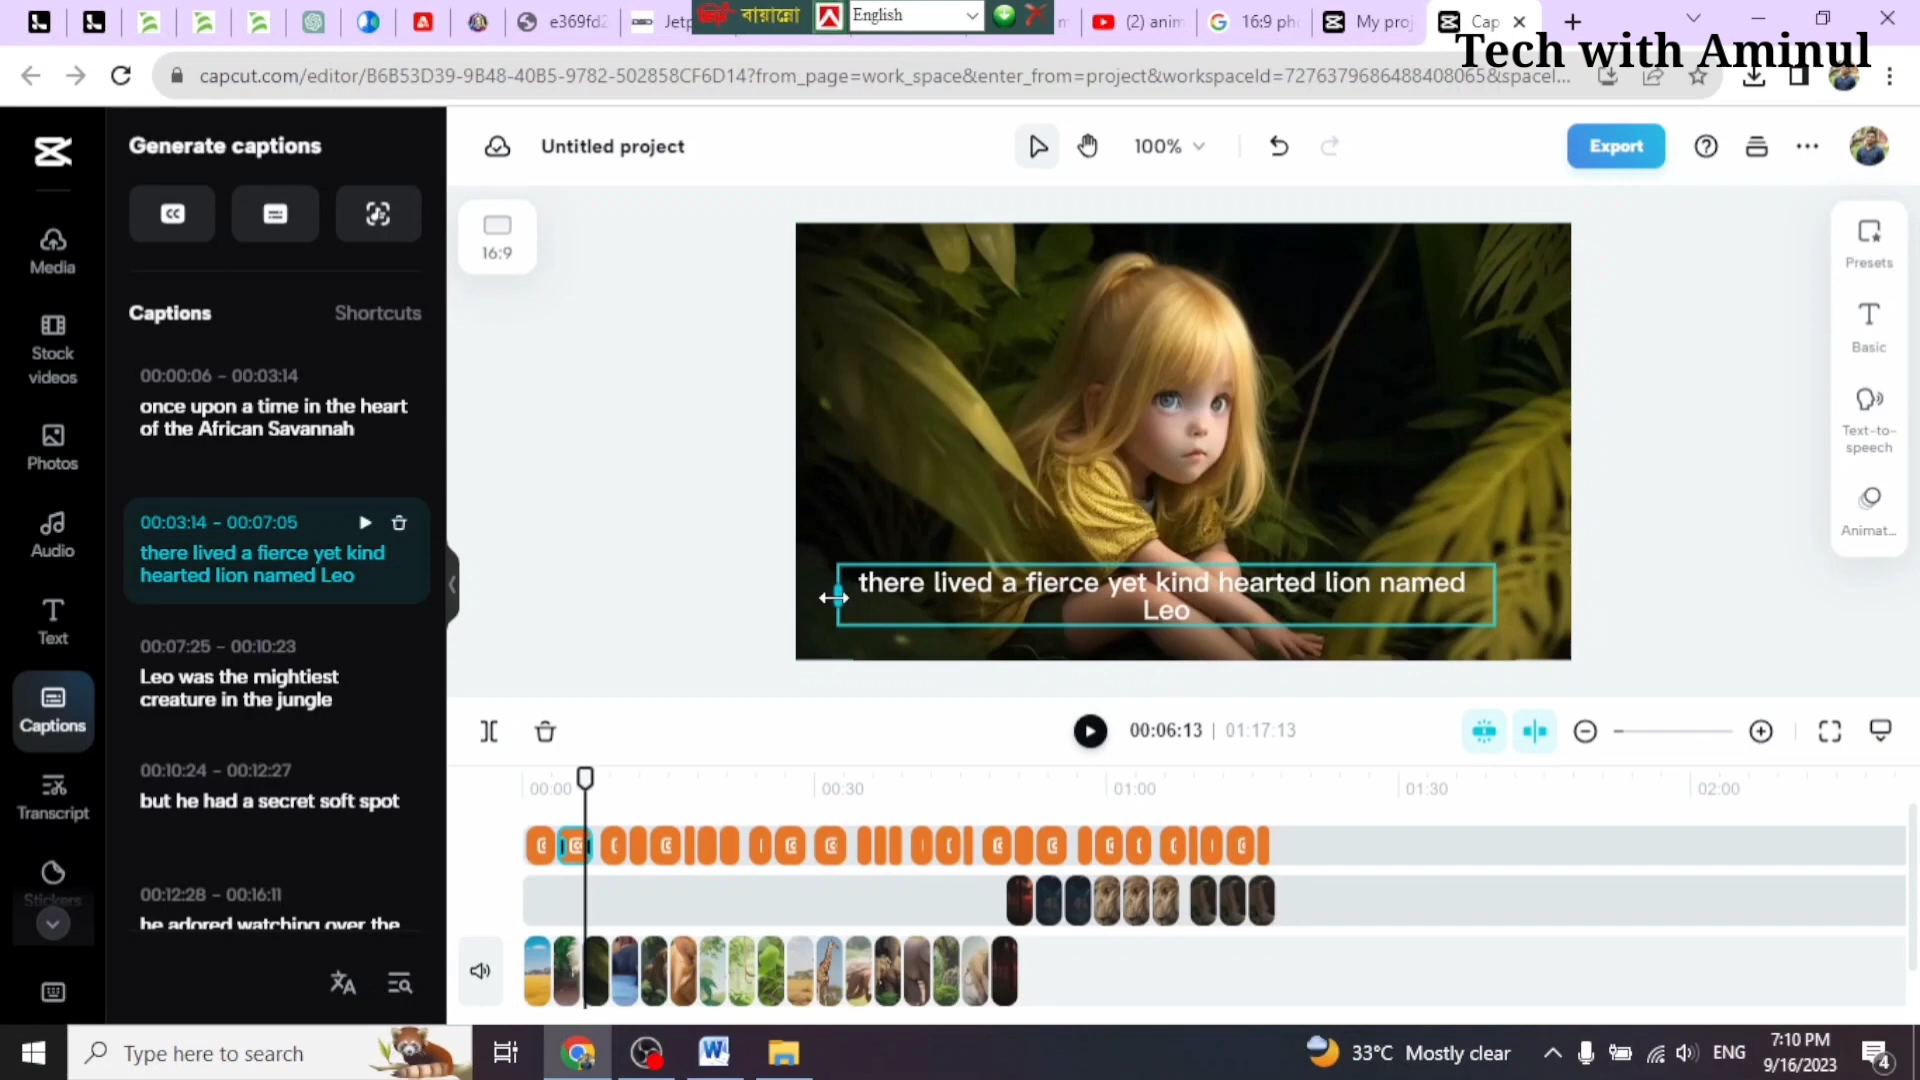 e369fd2
Jetp
বায়ান্নো
English
(2) anim
16:9 ph
My proj
Cap
Tech with Aminul
capcut.com/editor/B6B53D39-9B48-40B5-9782-502858CF6D14?from_page=work_space&enter_from=project&workspaceId=7276379686488408065&spaceI...
Generate captions
Untitled project
100%
Export
16:9
Media
Stock
videos
Photos
Audio
Text
Captions
Transcript
Stickers
Captions
Shortcuts
00:00:06 – 00:03:14
once upon a time in the heart
of the African Savannah
00:03:14 – 00:07:05
there lived a fierce yet kind
hearted lion named Leo
00:07:25 – 00:10:23
Leo was the mightiest
creature in the jungle
00:10:24 – 00:12:27
but he had a secret soft spot
00:12:28 – 00:16:11
he adored watching over the
there lived a fierce yet kind hearted lion named
Leo
Presets
Basic
Text-to-
speech
Animat...
00:06:13 | 01:17:13
00:00
00:30
01:00
01:30
02:00
Type here to search
33°C Mostly clear
ENG
7:10 PM
9/16/2023
4